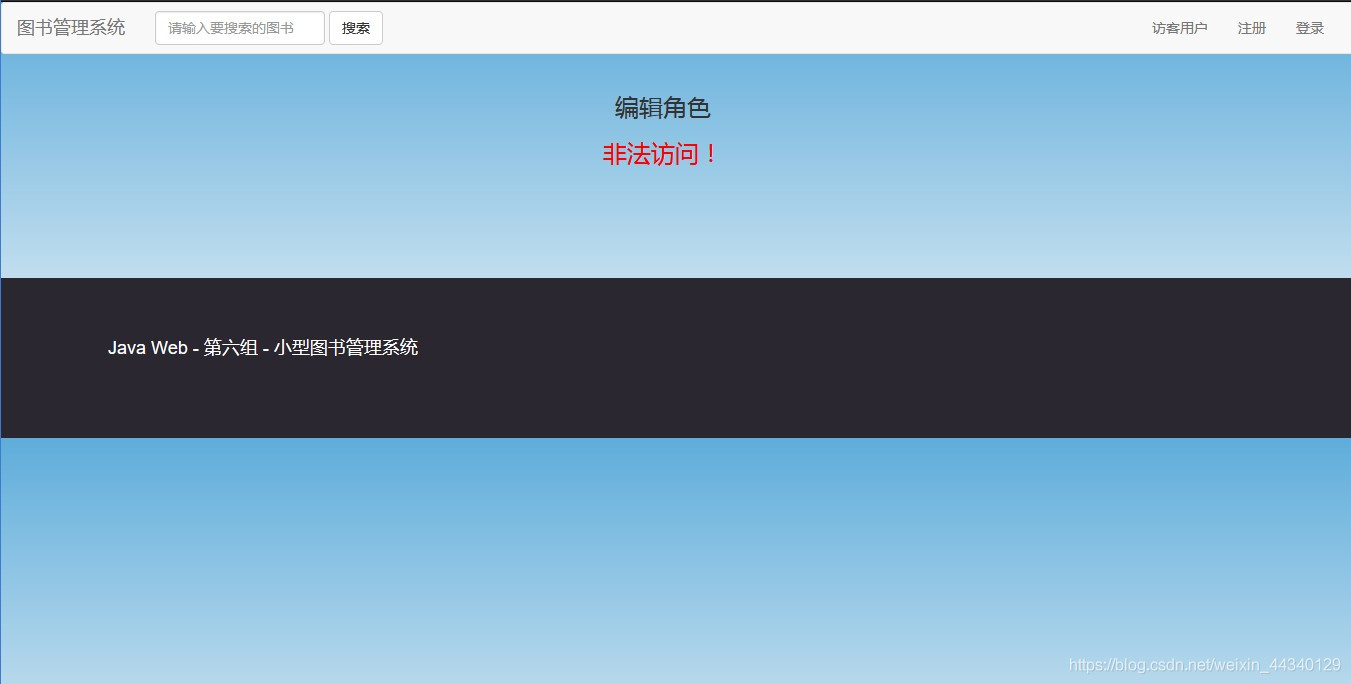 图书管理系统 请输入要搜索的图书 搜索 访客用户 注册 登录
编辑角色
非法访问！
Java Web - 第六组 - 小型图书管理系统
https://blog.csdn.net/weixin_44340129